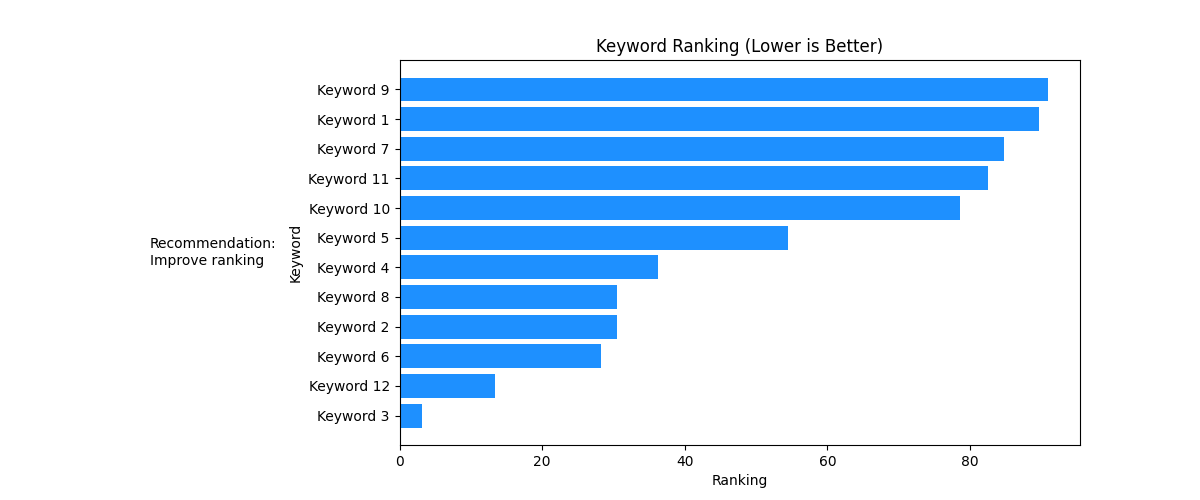 Keyword Ranking (Lower is Better)
Keyword 9
Keyword 1
Keyword 7
Keyword 11
Keyword 10
Keyword 5
Keyword 4
Keyword 8
Keyword 2
Keyword 6
Keyword 12
Keyword 3
Keyword
Recommendation:
Improve ranking
0 20 40 60 80
Ranking